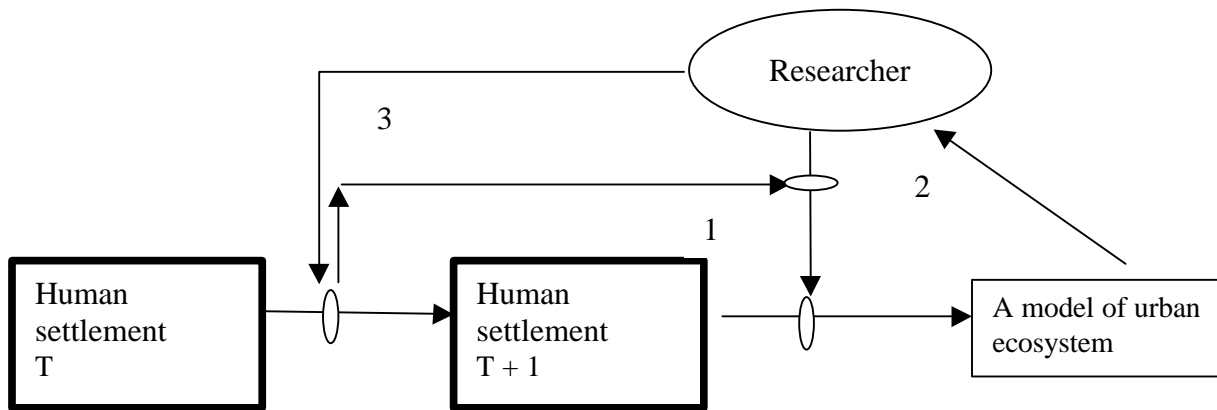 Researcher
3
2
1
Human
settlement
T
Human
settlement
T + 1
A model of urban
ecosystem